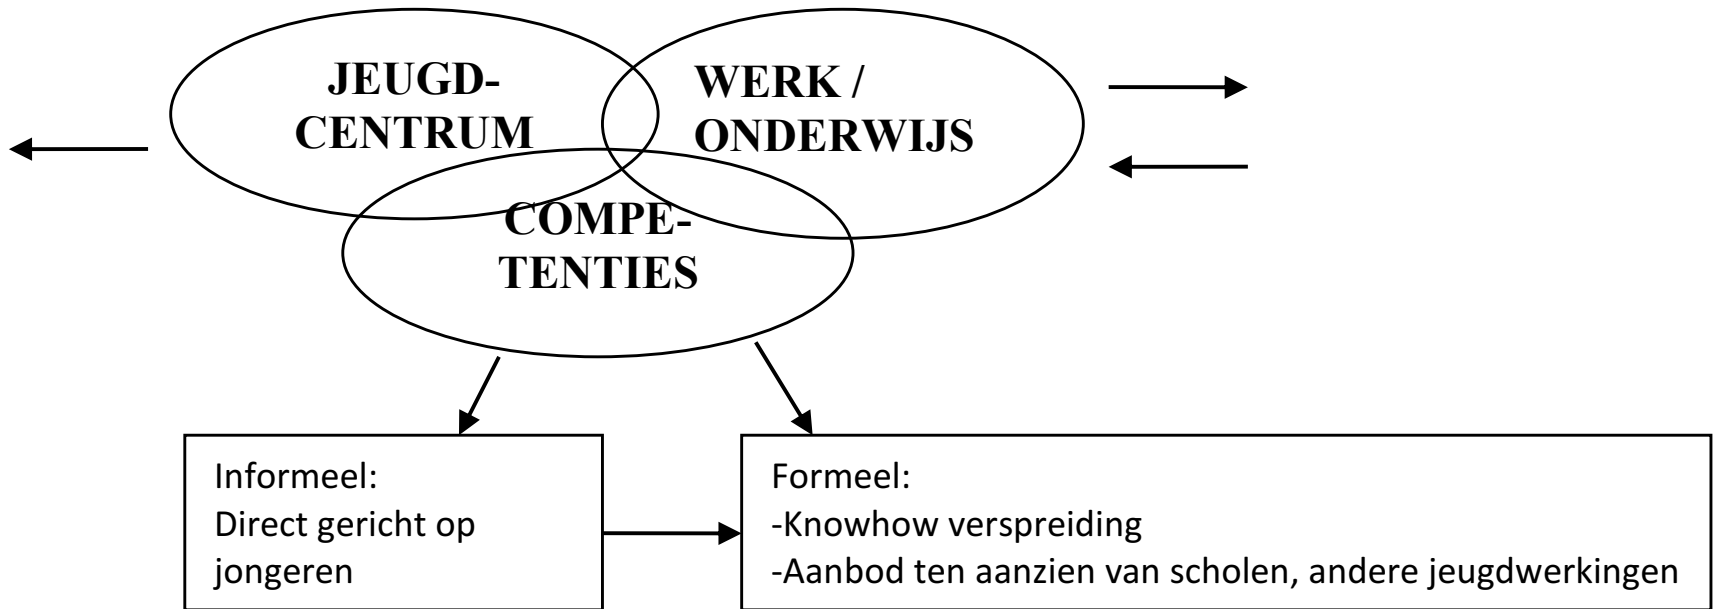 JEUGD-
CENTRUM
WERK /
ONDERWIJS
COMPE-
TENTIES
Informeel:
Direct gericht op
jongeren
Formeel:
-Knowhow verspreiding
-Aanbod ten aanzien van scholen, andere jeugdwerkingen